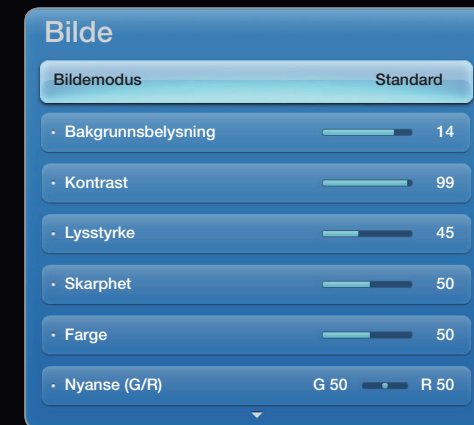 Bilde
Bildemodus Standard
· Bakgrunnsbelysning 14
· Kontrast 99
· Lysstyrke 45
· Skarphet 50
· Farge 50
· Nyanse (G/R) G 50 R 50